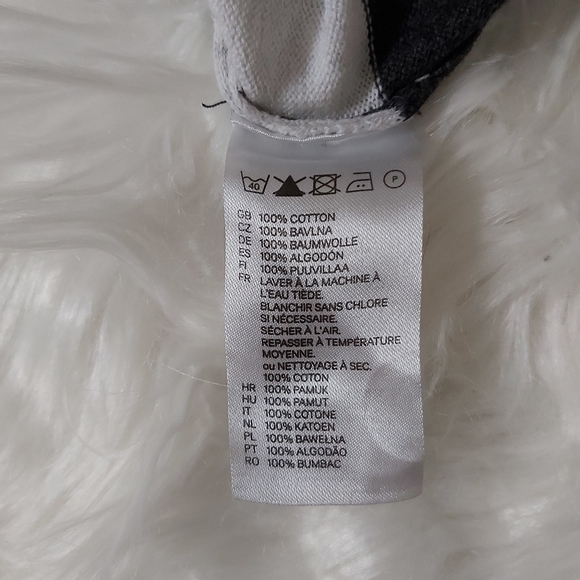 40 P
GB 100% COTTON
CZ 100% BAVLNA
DE 100% BAUMWOLLE
ES 100% ALGODÓN
FI 100% PUUVILLAA
FR LAVER À LA MACHINE À
L'EAU TIÈDE.
BLANCHIR SANS CHLORE
SI NÉCESSAIRE.
SÉCHER À L'AIR.
REPASSER À TEMPÉRATURE
MOYENNE.
ou NETTOYAGE À SEC.
100% COTON
HR 100% PAMUK
HU 100% PAMUT
IT 100% COTONE
NL 100% KATOEN
PL 100% BAWEŁNA
PT 100% ALGODÃO
RO 100% BUMBAC